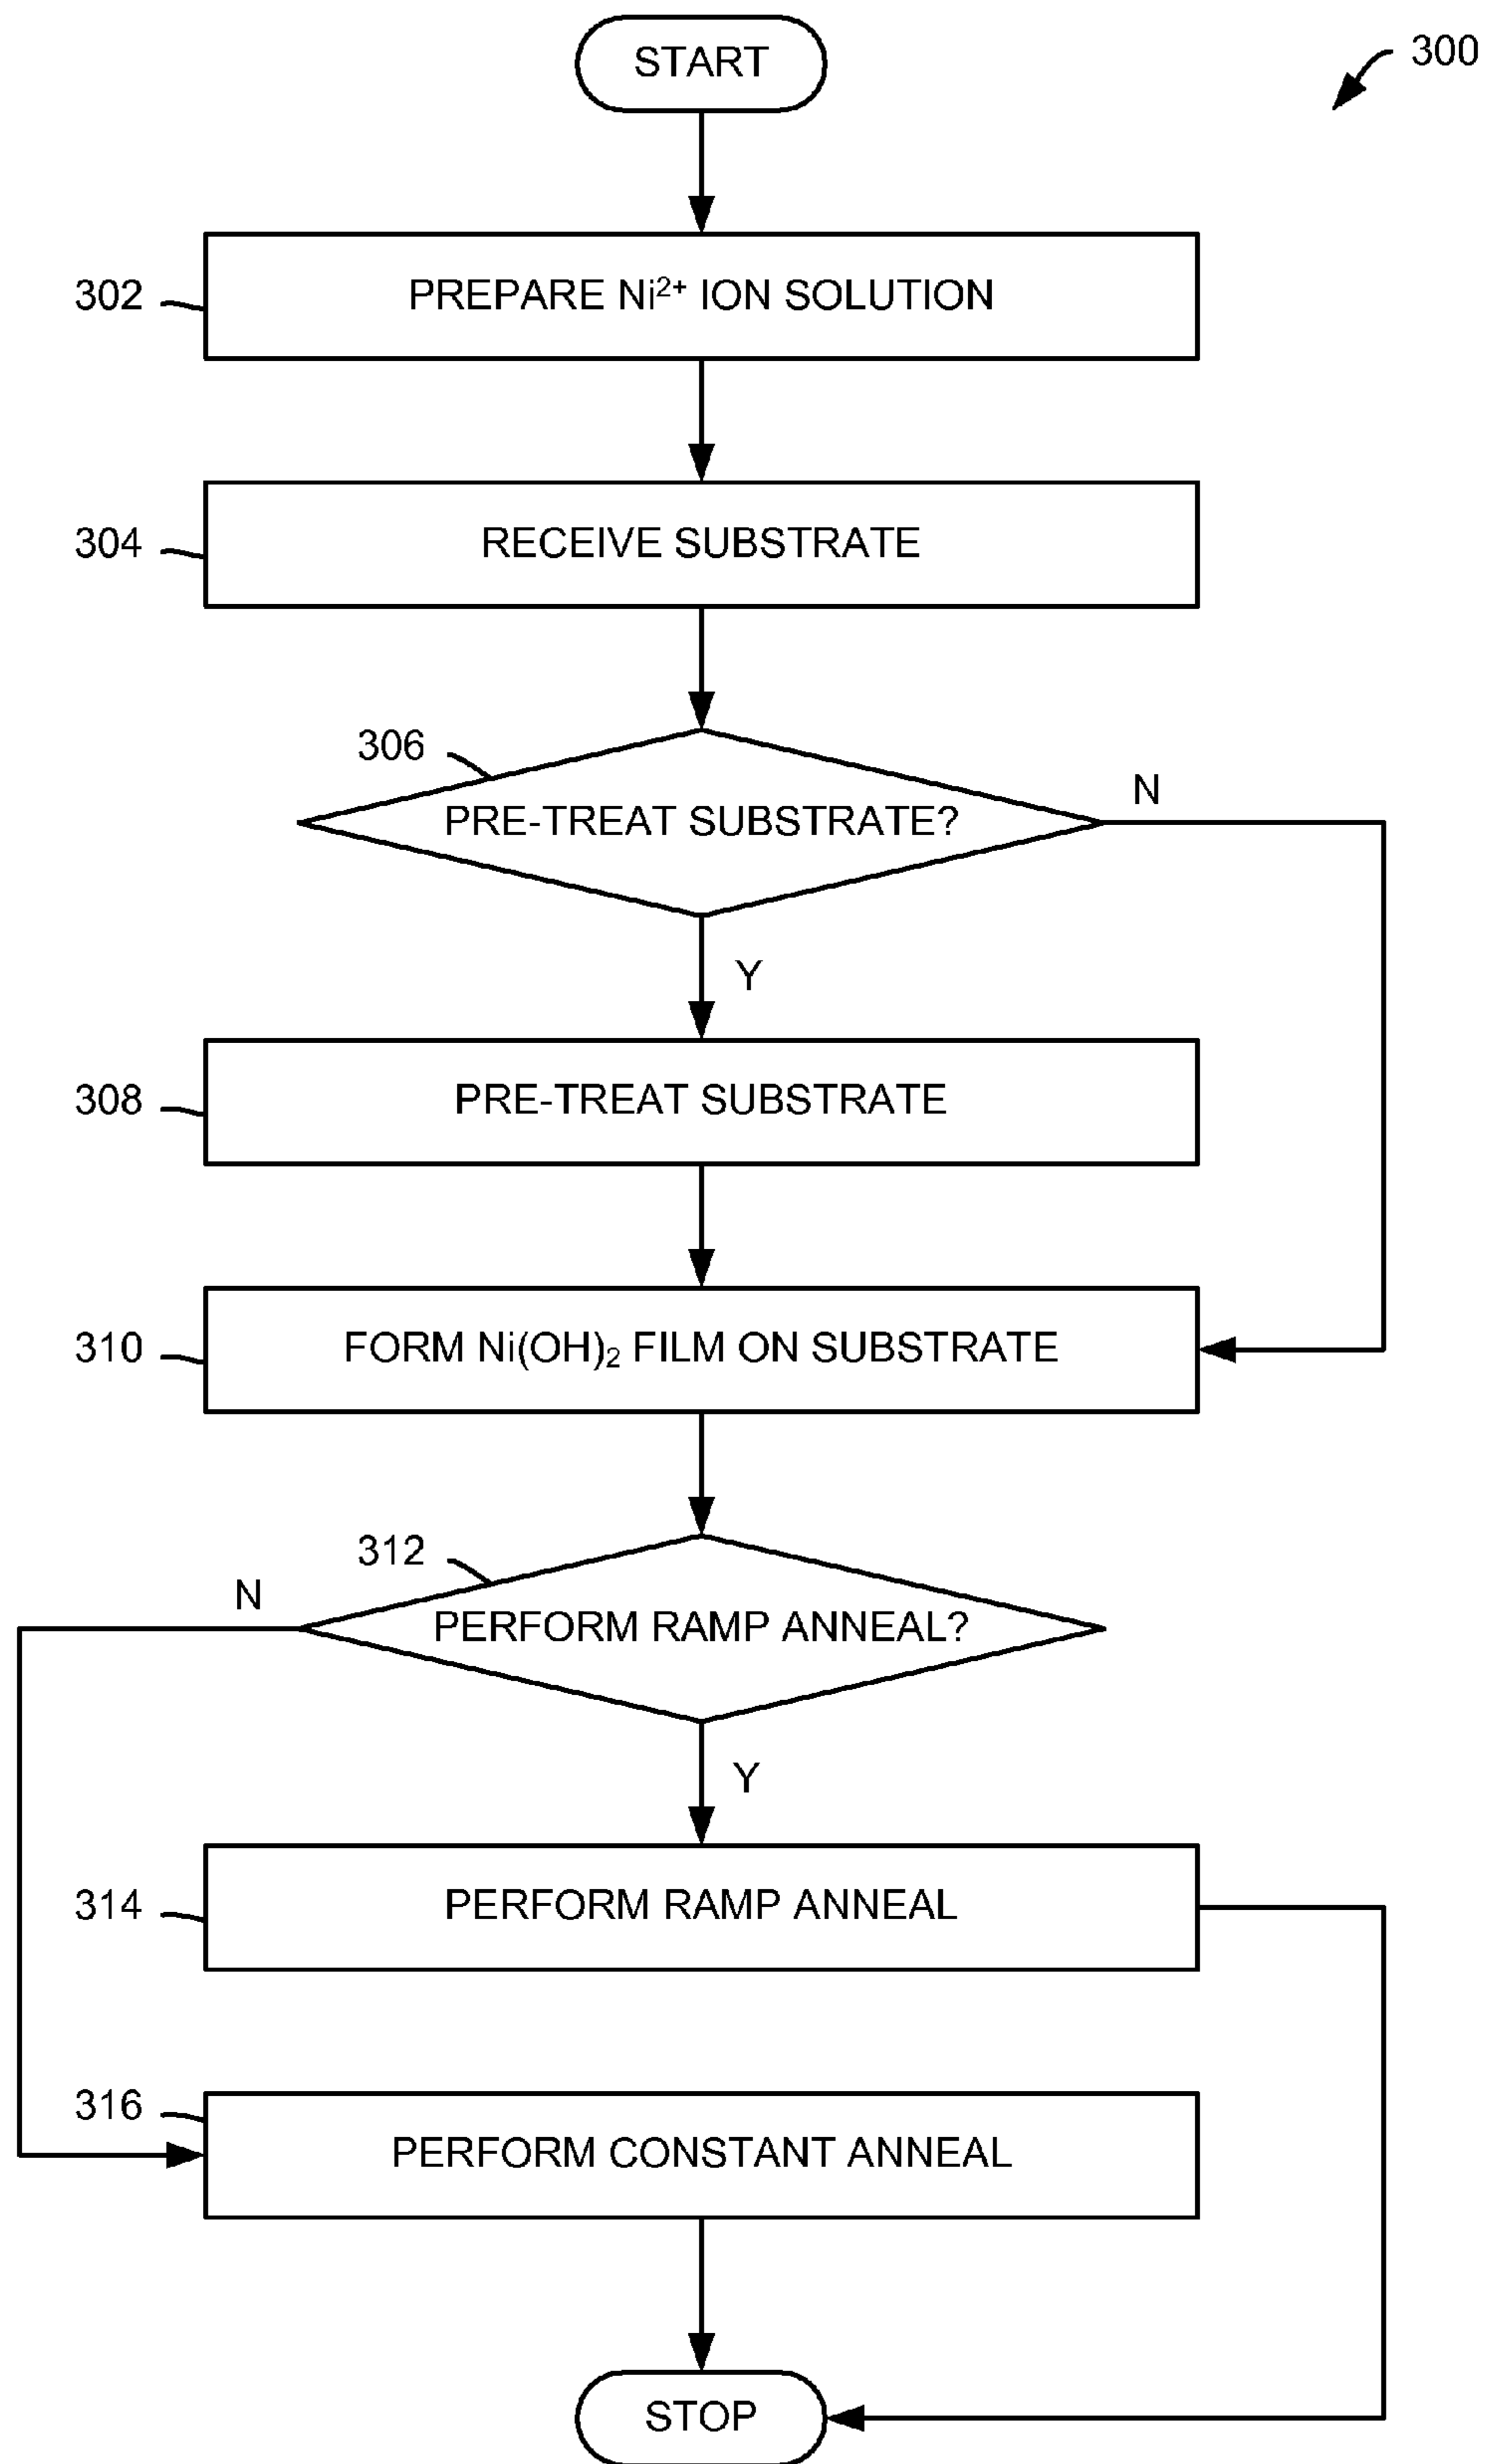 START
300
302
PREPARE Ni²⁺ ION SOLUTION
304
RECEIVE SUBSTRATE
306
PRE-TREAT SUBSTRATE?
N
Y
308
PRE-TREAT SUBSTRATE
310
FORM Ni(OH)₂ FILM ON SUBSTRATE
312
N
PERFORM RAMP ANNEAL?
Y
314
PERFORM RAMP ANNEAL
316
PERFORM CONSTANT ANNEAL
STOP